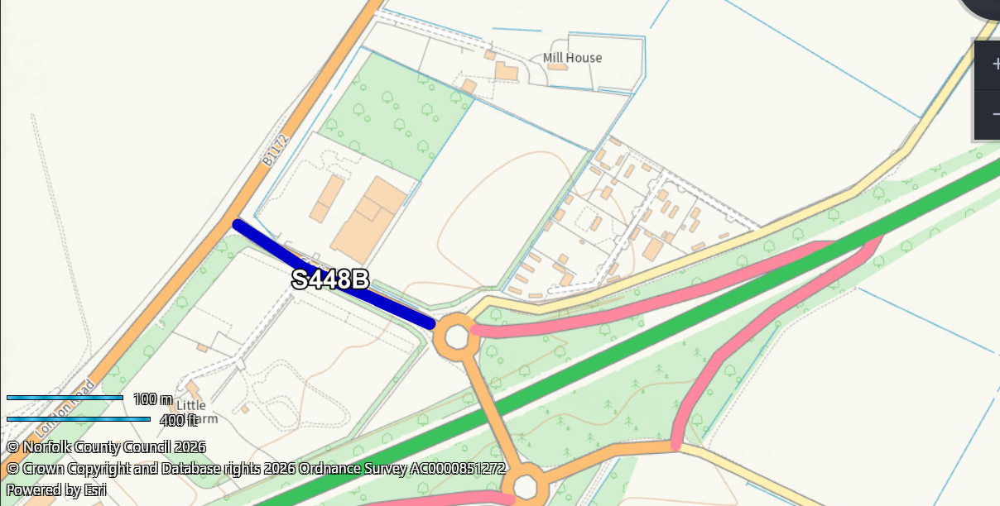 Mill House
B1172
S448B
London Road
100 m
Little
400 ft
© Norfolk County Council 2026
© Crown Copyright and Database rights 2026 Ordnance Survey AC0000851272
Powered by Esri